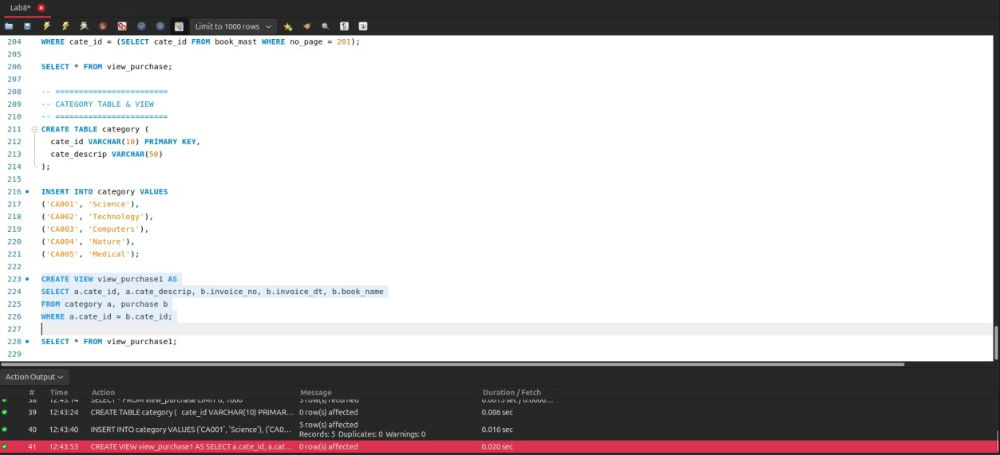 Lab8*
Limit to 1000 rows
204 WHERE cate_id = (SELECT cate_id FROM book_mast WHERE no_page = 201);
205
206 SELECT * FROM view_purchase;
207
208 -- ========================
209 -- CATEGORY TABLE & VIEW
210 -- ========================
211 CREATE TABLE category (
212 cate_id VARCHAR(10) PRIMARY KEY,
213 cate_descrip VARCHAR(50)
214 );
215
216 INSERT INTO category VALUES
217 ('CA001', 'Science'),
218 ('CA002', 'Technology'),
219 ('CA003', 'Computers'),
220 ('CA004', 'Nature'),
221 ('CA005', 'Medical');
222
223 CREATE VIEW view_purchase1 AS
224 SELECT a.cate_id, a.cate_descrip, b.invoice_no, b.invoice_dt, b.book_name
225 FROM category a, purchase b
226 WHERE a.cate_id = b.cate_id;
227
228 SELECT * FROM view_purchase1;
229
Action Output
# Time Action Message Duration / Fetch
38 12:43:14 SELECT * FROM view_purchase LIMIT 0, 1000 3 row(s) returned 0.0015 sec / 0.0000...
39 12:43:24 CREATE TABLE category ( cate_id VARCHAR(10) PRIMAR... 0 row(s) affected 0.086 sec
40 12:43:40 INSERT INTO category VALUES ('CA001', 'Science'), ('CA0... 5 row(s) affected 0.016 sec
Records: 5 Duplicates: 0 Warnings: 0
41 12:43:53 CREATE VIEW view_purchase1 AS SELECT a.cate_id, a.cat... 0 row(s) affected 0.020 sec